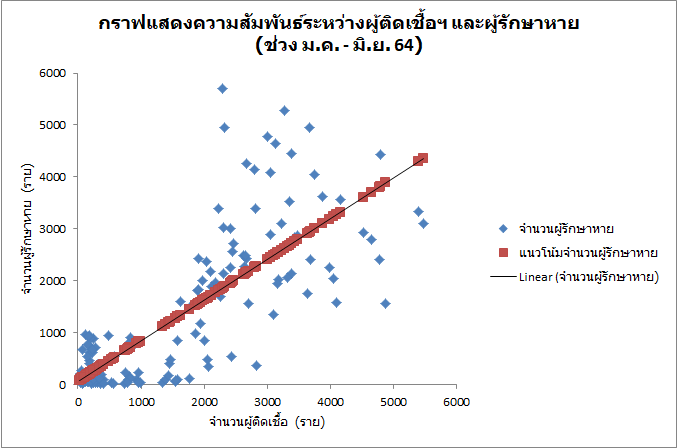 กราฟแสดงความสัมพันธ์ระหว่างผู้ติดเชื้อฯ และผู้รักษาหาย
(ช่วง ม.ค. - มิ.ย. 64)
จำนวนผู้รักษาหาย (ราย)
6000
5000
4000
3000
2000
1000
0
0 1000 2000 3000 4000 5000 6000
จำนวนผู้ติดเชื้อ (ราย)
จำนวนผู้รักษาหาย
แนวโน้มจำนวนผู้รักษาหาย
Linear (จำนวนผู้รักษาหาย)